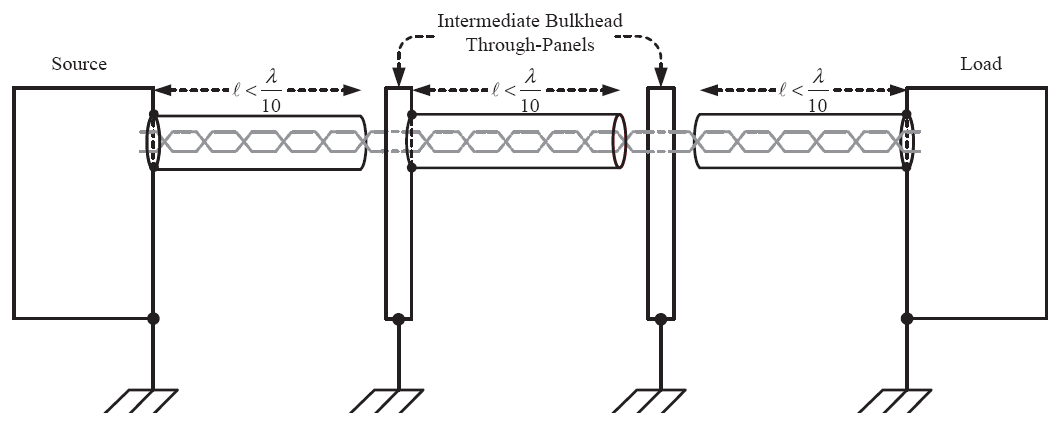 Intermediate Bulkhead
Through-Panels
Source
Load
ℓ < λ/10
ℓ < λ/10
ℓ < λ/10